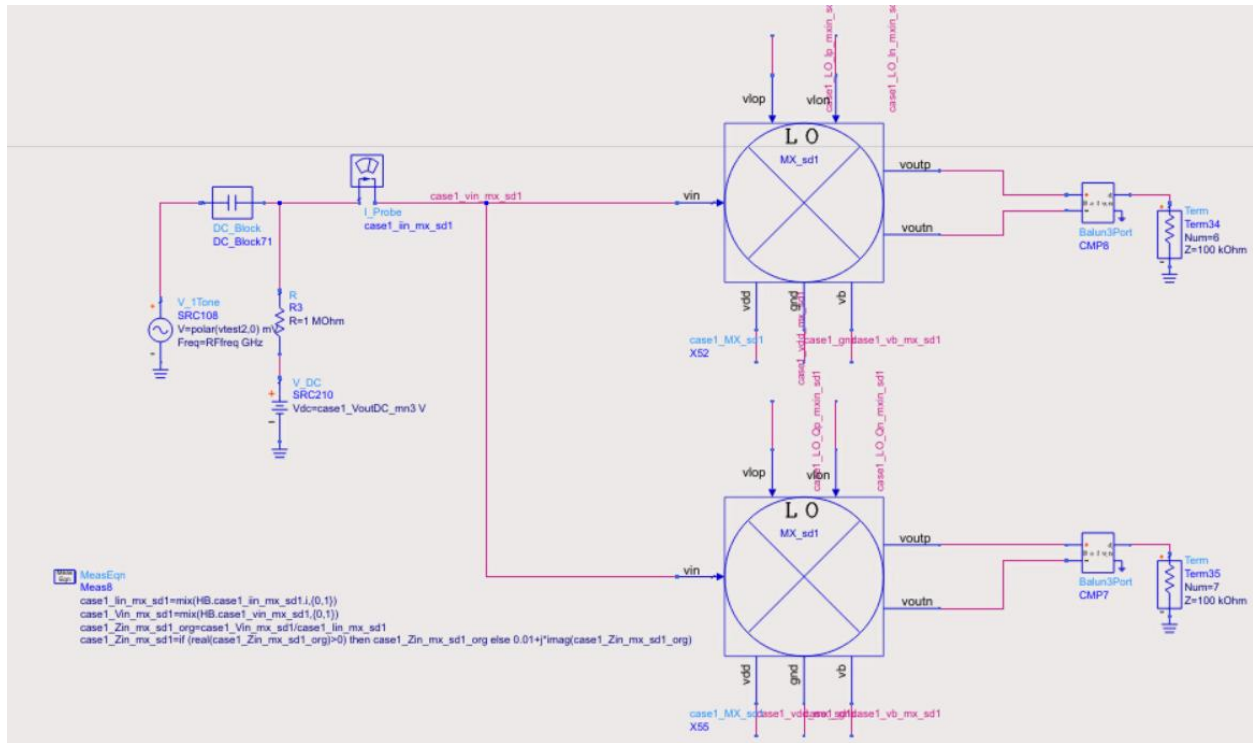 case1_LO_Ip_mxin_sd1
case1_LO_In_mxin_sd1
vlop
vlon
L O
MX_sd1
vin
voutp
voutn
vdd
gnd
vb
case1_MX_sd1
X52
case1_vdd_mx_sd1
case1_vb_mx_sd1
Balun3Port
CMP8
Term
Term34
Num=6
Z=100 kOhm
I_Probe
case1_iin_mx_sd1
case1_vin_mx_sd1
DC_Block
DC_Block71
V_1Tone
SRC108
V=polar(vtest2,0) mV
Freq=RFfreq GHz
R
R3
R=1 MOhm
V_DC
SRC210
Vdc=case1_VoutDC_mn3 V
case1_LO_Qp_mxin_sd1
case1_LO_Qn_mxin_sd1
vlop
vlon
L O
MX_sd1
vin
voutp
voutn
vdd
gnd
vb
X55
case1_vb_mx_sd1
Balun3Port
CMP7
Term
Term35
Num=7
Z=100 kOhm
MeasEqn
Meas8
case1_Iin_mx_sd1=mix(HB.case1_iin_mx_sd1.i,{0,1})
case1_Vin_mx_sd1=mix(HB.case1_vin_mx_sd1,{0,1})
case1_Zin_mx_sd1_org=case1_Vin_mx_sd1/case1_Iin_mx_sd1
case1_Zin_mx_sd1=if (real(case1_Zin_mx_sd1_org)>0) then case1_Zin_mx_sd1_org else 0.01+j*imag(case1_Zin_mx_sd1_org)